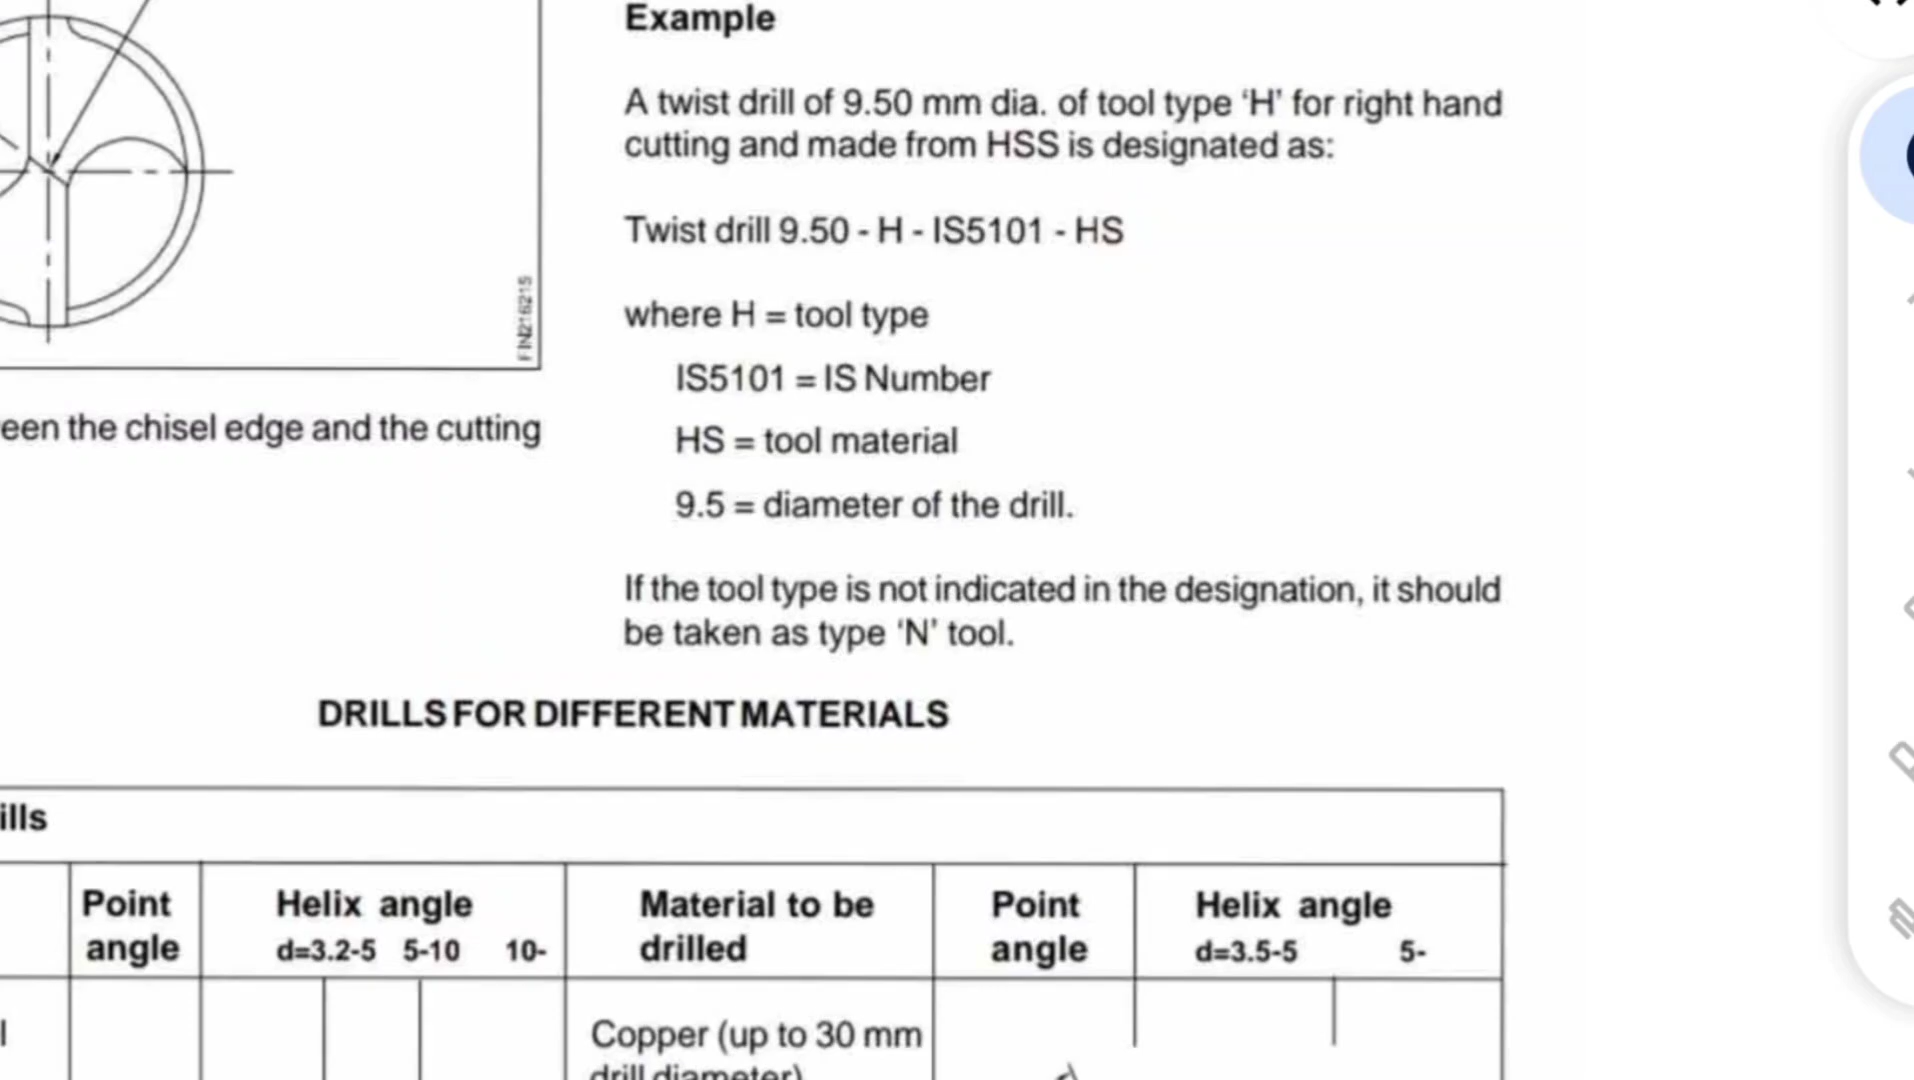 Example
A twist drill of 9.50 mm dia. of tool type ‘H’ for right hand
cutting and made from HSS is designated as:
Twist drill 9.50 - H - IS5101 - HS
where H = tool type
IS5101 = IS Number
HS = tool material
9.5 = diameter of the drill.
If the tool type is not indicated in the designation, it should
be taken as type ‘N’ tool.
FIN216215
een the chisel edge and the cutting
DRILLS FOR DIFFERENT MATERIALS
ills
Point angle
Helix angle
d=3.2-5 5-10 10-
Material to be drilled
Point angle
Helix angle
d=3.5-5 5-
Copper (up to 30 mm
drill diameter)